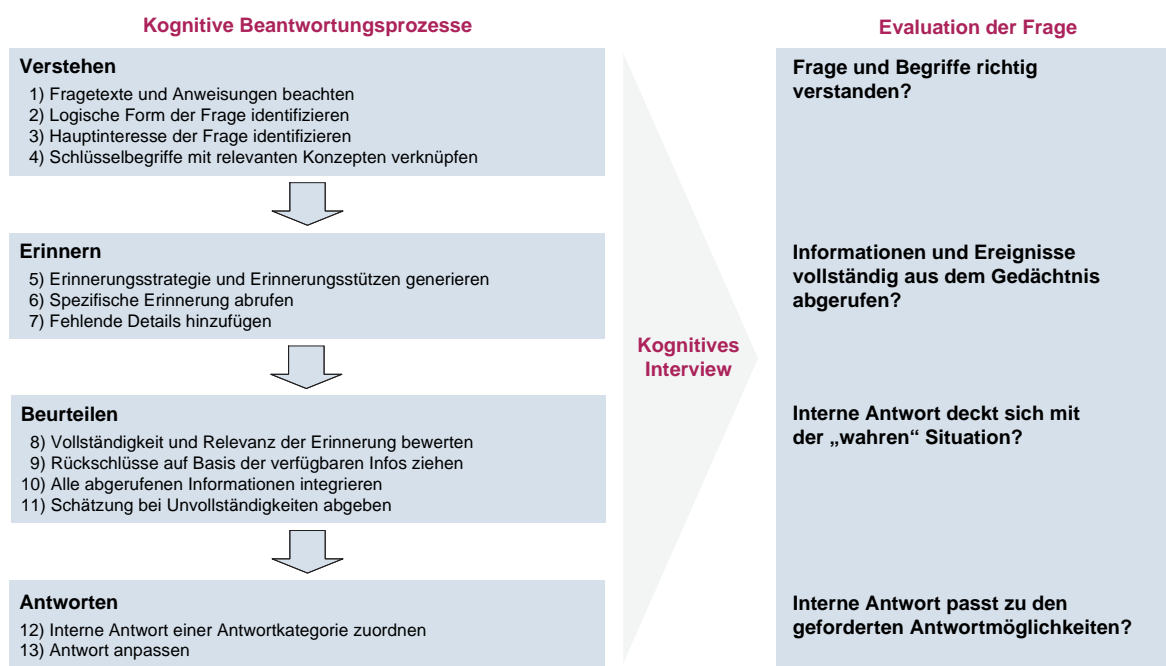 Kognitive Beantwortungsprozesse
Verstehen
1) Fragetexte und Anweisungen beachten
2) Logische Form der Frage identifizieren
3) Hauptinteresse der Frage identifizieren
4) Schlüsselbegriffe mit relevanten Konzepten verknüpfen
Erinnern
5) Erinnerungsstrategie und Erinnerungsstützen generieren
6) Spezifische Erinnerung abrufen
7) Fehlende Details hinzufügen
Beurteilen
8) Vollständigkeit und Relevanz der Erinnerung bewerten
9) Rückschlüsse auf Basis der verfügbaren Infos ziehen
10) Alle abgerufenen Informationen integrieren
11) Schätzung bei Unvollständigkeiten abgeben
Antworten
12) Interne Antwort einer Antwortkategorie zuordnen
13) Antwort anpassen
Kognitives
Interview
Evaluation der Frage
Frage und Begriffe richtig
verstanden?
Informationen und Ereignisse
vollständig aus dem Gedächtnis
abgerufen?
Interne Antwort deckt sich mit
der „wahren“ Situation?
Interne Antwort passt zu den
geforderten Antwortmöglichkeiten?